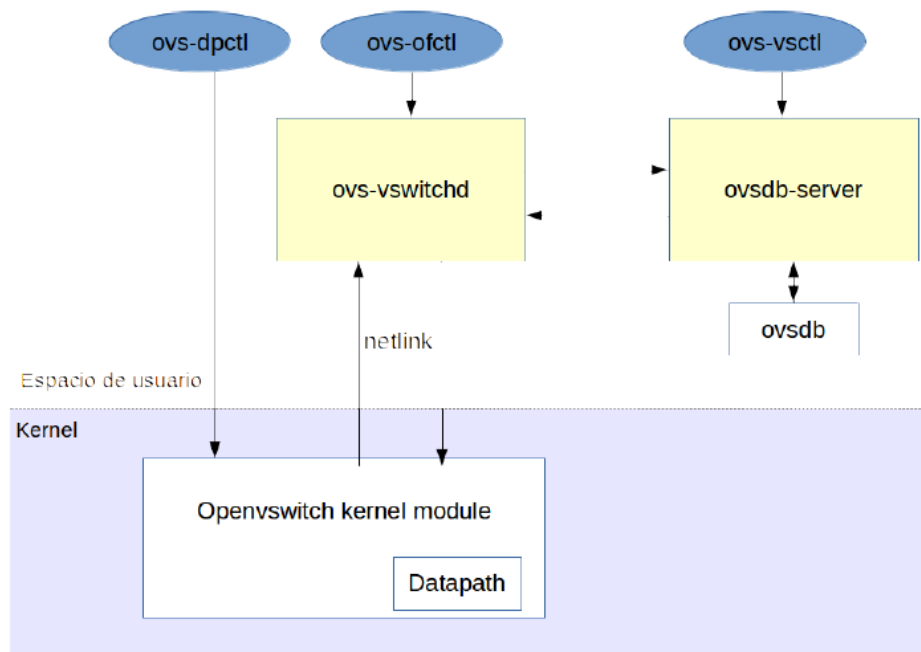 ovs-dpctl
ovs-ofctl
ovs-vsctl
ovs-vswitchd
ovsdb-server
ovsdb
netlink
Espacio de usuario
Kernel
Openvswitch kernel module
Datapath